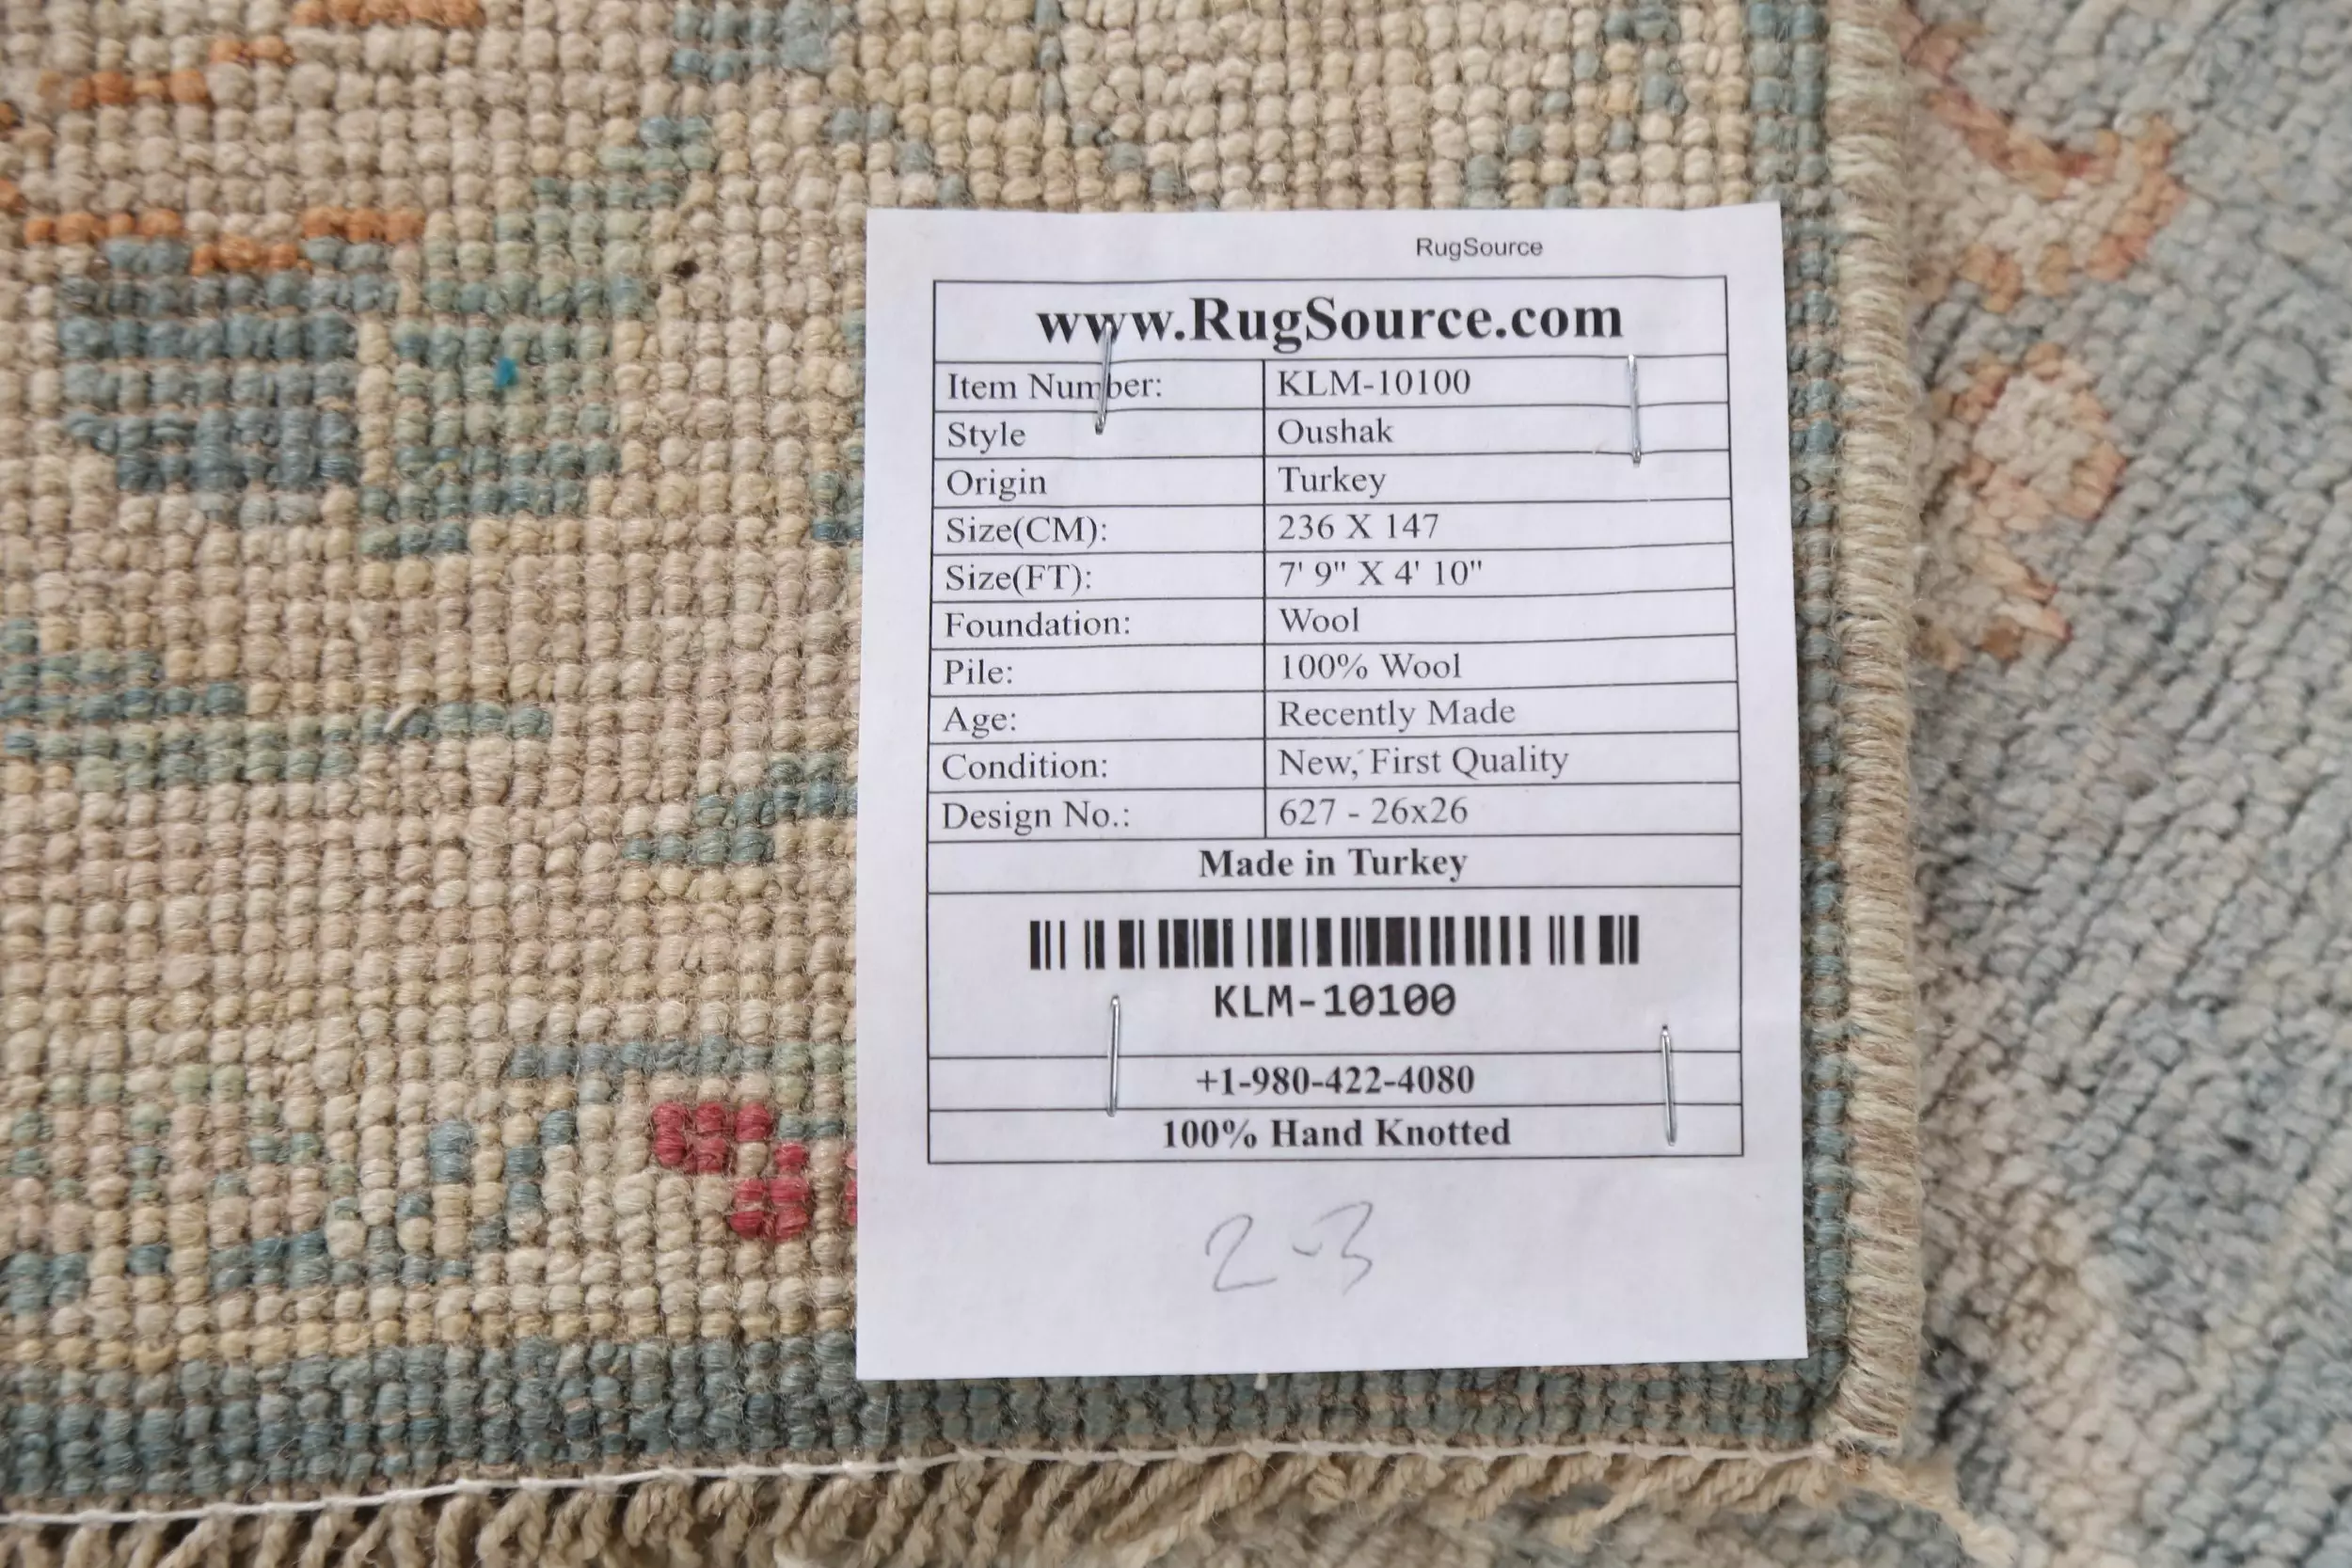 RugSource
www.RugSource.com
Item Number: KLM-10100
Style Oushak
Origin Turkey
Size(CM): 236 X 147
Size(FT): 7' 9" X 4' 10"
Foundation: Wool
Pile: 100% Wool
Age: Recently Made
Condition: New, First Quality
Design No.: 627 - 26x26
Made in Turkey
KLM-10100
+1-980-422-4080
100% Hand Knotted
2-3